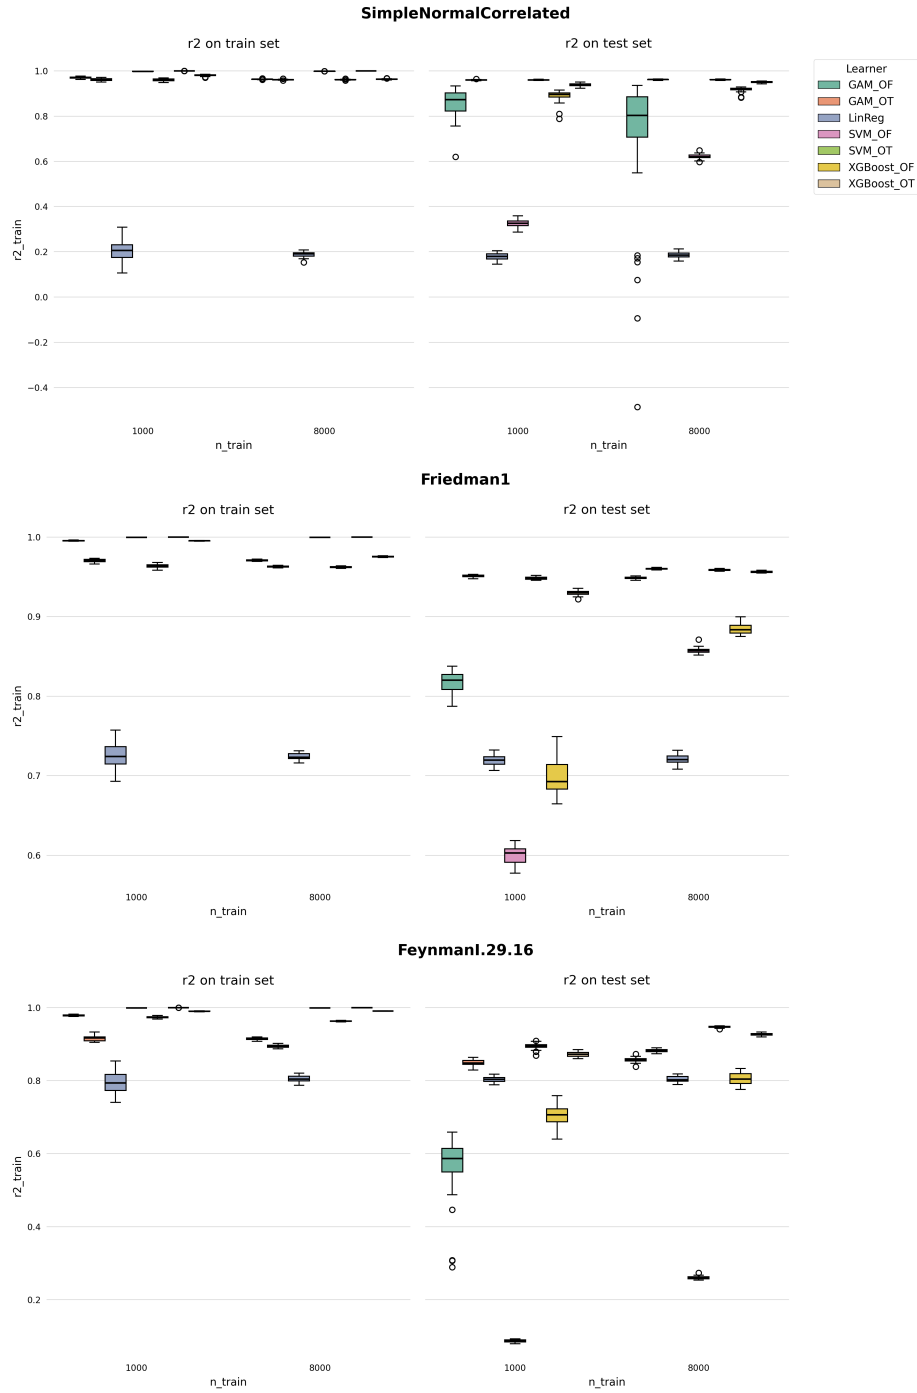 SimpleNormalCorrelated
r2 on train set
r2 on test set
1.0
0.8
0.6
0.4
0.2
0.0
−0.2
−0.4
r2_train
1000
8000
n_train
1000
8000
n_train
Learner
GAM_OF
GAM_OT
LinReg
SVM_OF
SVM_OT
XGBoost_OF
XGBoost_OT
Friedman1
r2 on train set
r2 on test set
1.0
0.9
0.8
0.7
0.6
r2_train
1000
8000
n_train
1000
8000
n_train
FeynmanI.29.16
r2 on train set
r2 on test set
1.0
0.8
0.6
0.4
0.2
r2_train
1000
8000
n_train
1000
8000
n_train